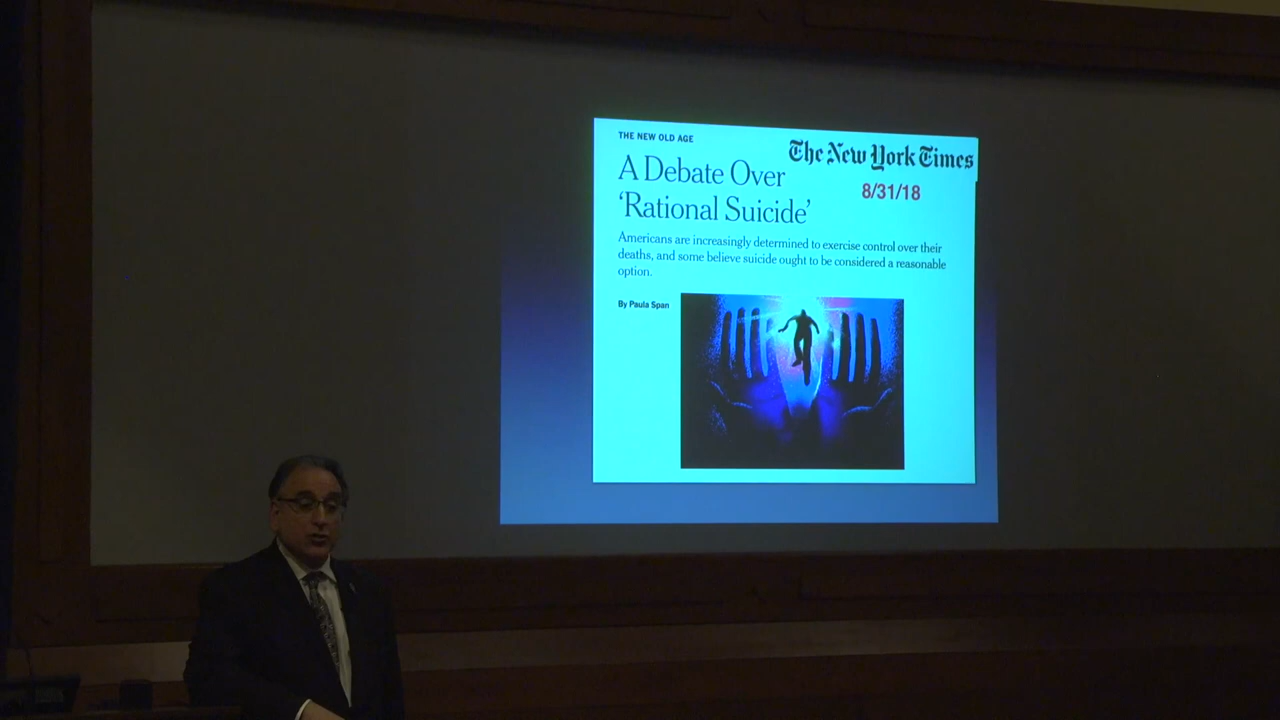 THE NEW OLD AGE
The New York Times
8/31/18
A Debate Over
‘Rational Suicide’
Americans are increasingly determined to exercise control over their
deaths, and some believe suicide ought to be considered a reasonable
option.
By Paula Span